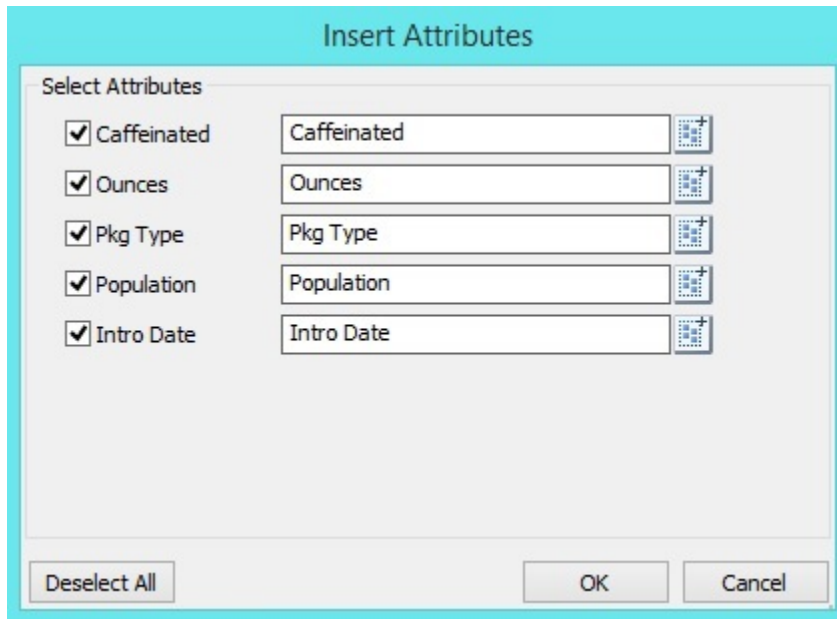 Insert Attributes
Select Attributes
Caffeinated Caffeinated
Ounces Ounces
Pkg Type Pkg Type
Population Population
Intro Date Intro Date
Deselect All OK Cancel